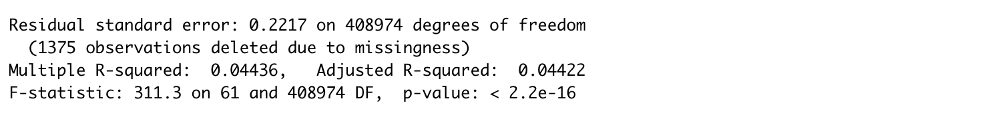 Residual standard error: 0.2217 on 408974 degrees of freedom
  (1375 observations deleted due to missingness)
Multiple R-squared:  0.04436,   Adjusted R-squared:  0.04422
F-statistic: 311.3 on 61 and 408974 DF,  p-value: < 2.2e-16